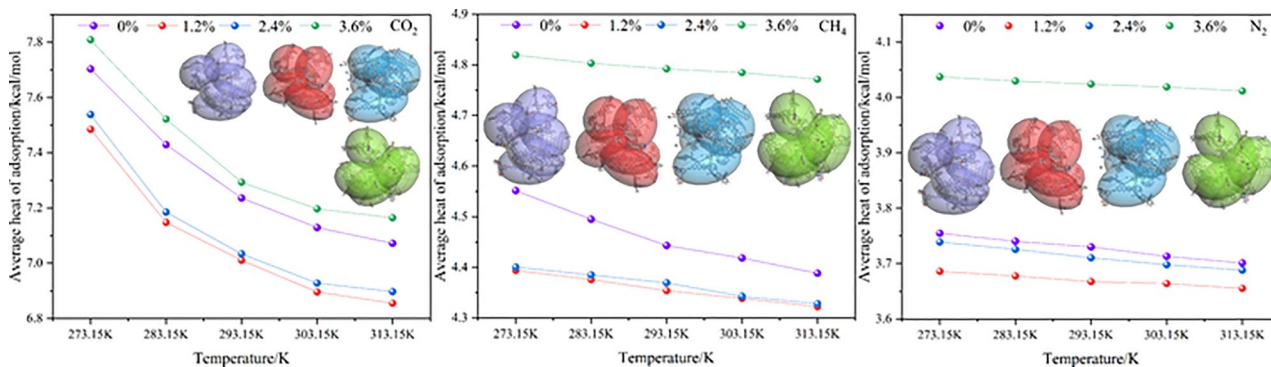 0% 1.2% 2.4% 3.6% CO2
Average heat of adsorption/kcal/mol
7.8
7.6
7.4
7.2
7.0
6.8
273.15K 283.15K 293.15K 303.15K 313.15K
Temperature/K
0% 1.2% 2.4% 3.6% CH4
Average heat of adsorption/kcal/mol
4.9
4.8
4.7
4.6
4.5
4.4
4.3
273.15K 283.15K 293.15K 303.15K 313.15K
Temperature/K
0% 1.2% 2.4% 3.6% N2
Average heat of adsorption/kcal/mol
4.1
4.0
3.9
3.8
3.7
3.6
273.15K 283.15K 293.15K 303.15K 313.15K
Temperature/K